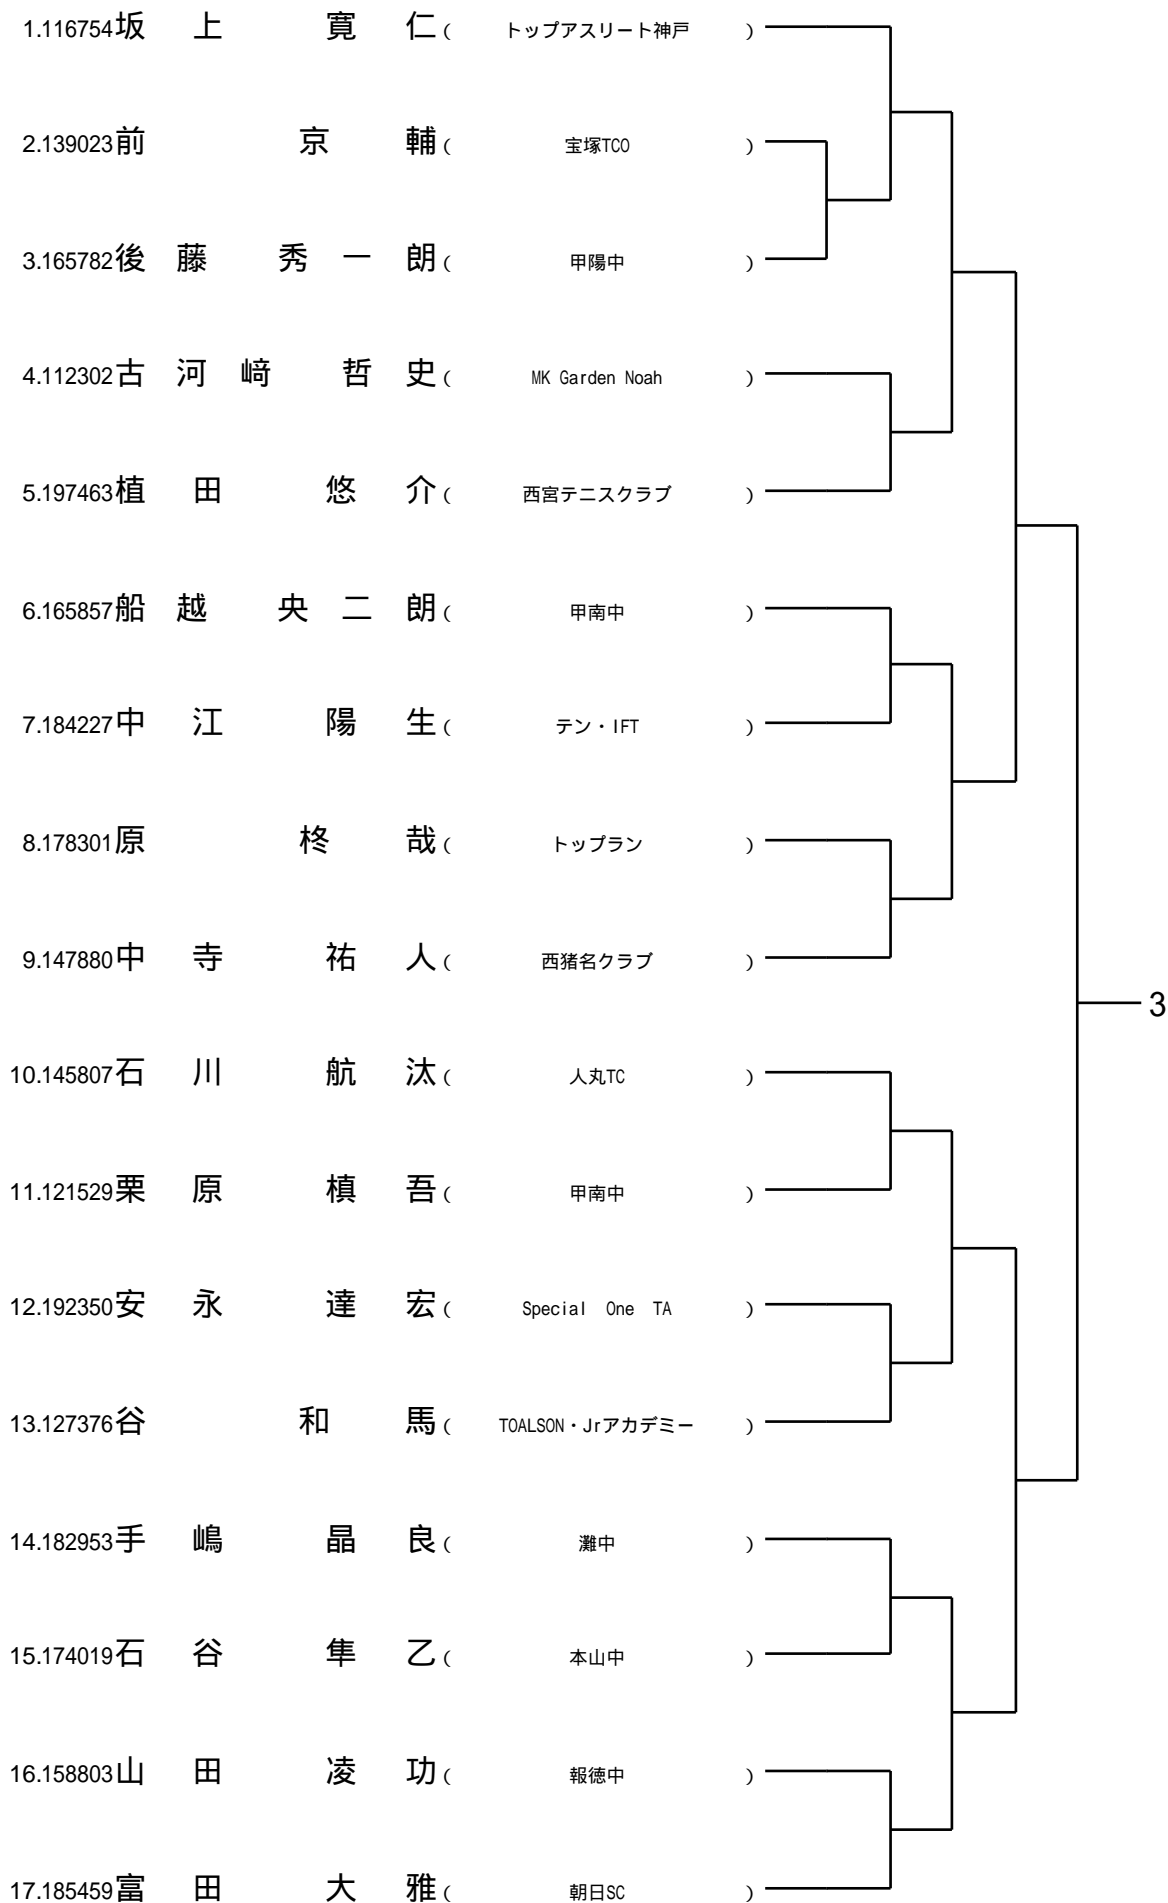 1.116754坂 上 寛 仁( トップアスリート神戸 )
2.139023前 京 輔( 宝塚TCO )
3.165782後 藤 秀 一 朗( 甲陽中 )
4.112302古 河 﨑 哲 史( MK Garden Noah )
5.197463植 田 悠 介( 西宮テニスクラブ )
6.165857船 越 央 二 朗( 甲南中 )
7.184227中 江 陽 生( テン・IFT )
8.178301原 柊 哉( トップラン )
9.147880中 寺 祐 人( 西猪名クラブ )
3
10.145807石 川 航 汰( 人丸TC )
11.121529栗 原 槙 吾( 甲南中 )
12.192350安 永 達 宏( Special One TA )
13.127376谷 和 馬( TOALSON・Jrアカデミー )
14.182953手 嶋 晶 良( 灘中 )
15.174019石 谷 隼 乙( 本山中 )
16.158803山 田 凌 功( 報徳中 )
17.185459富 田 大 雅( 朝日SC )